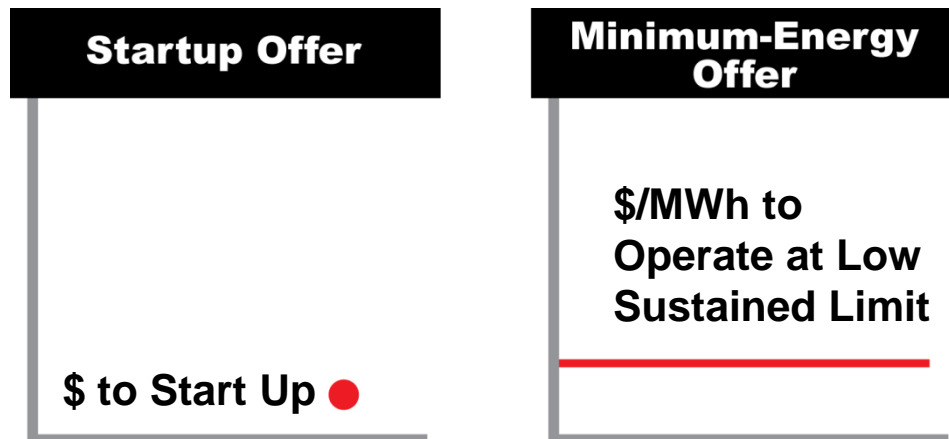 Startup Offer
$ to Start Up
Minimum-Energy
Offer
$/MWh to
Operate at Low
Sustained Limit